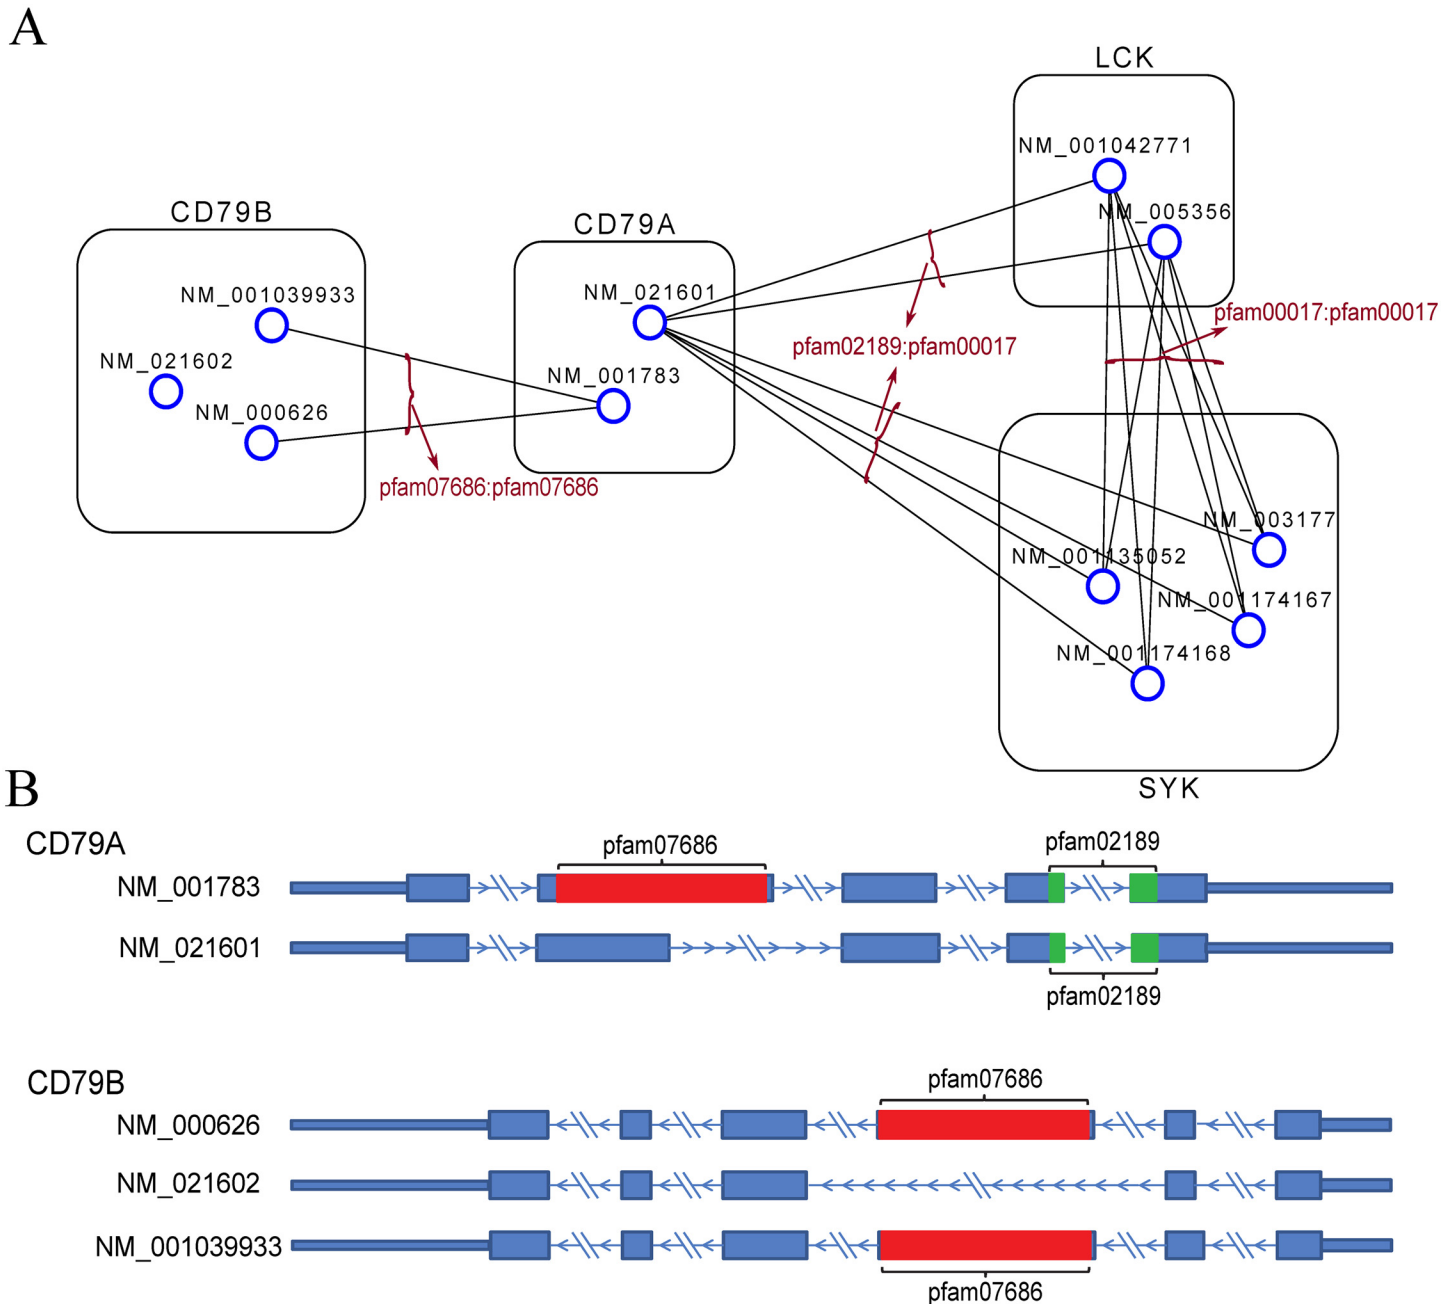 A
LCK
NM_001042771
NM_005356
CD79B
CD79A
NM_001039933
NM_021601
pfam00017:pfam00017
NM_021602
pfam02189:pfam00017
NM_001783
NM_000626
pfam07686:pfam07686
NM_003177
NM_001135052
NM_001174167
NM_001174168
SYK
B
CD79A
pfam07686
pfam02189
NM_001783
NM_021601
pfam02189
CD79B
pfam07686
NM_000626
NM_021602
NM_001039933
pfam07686